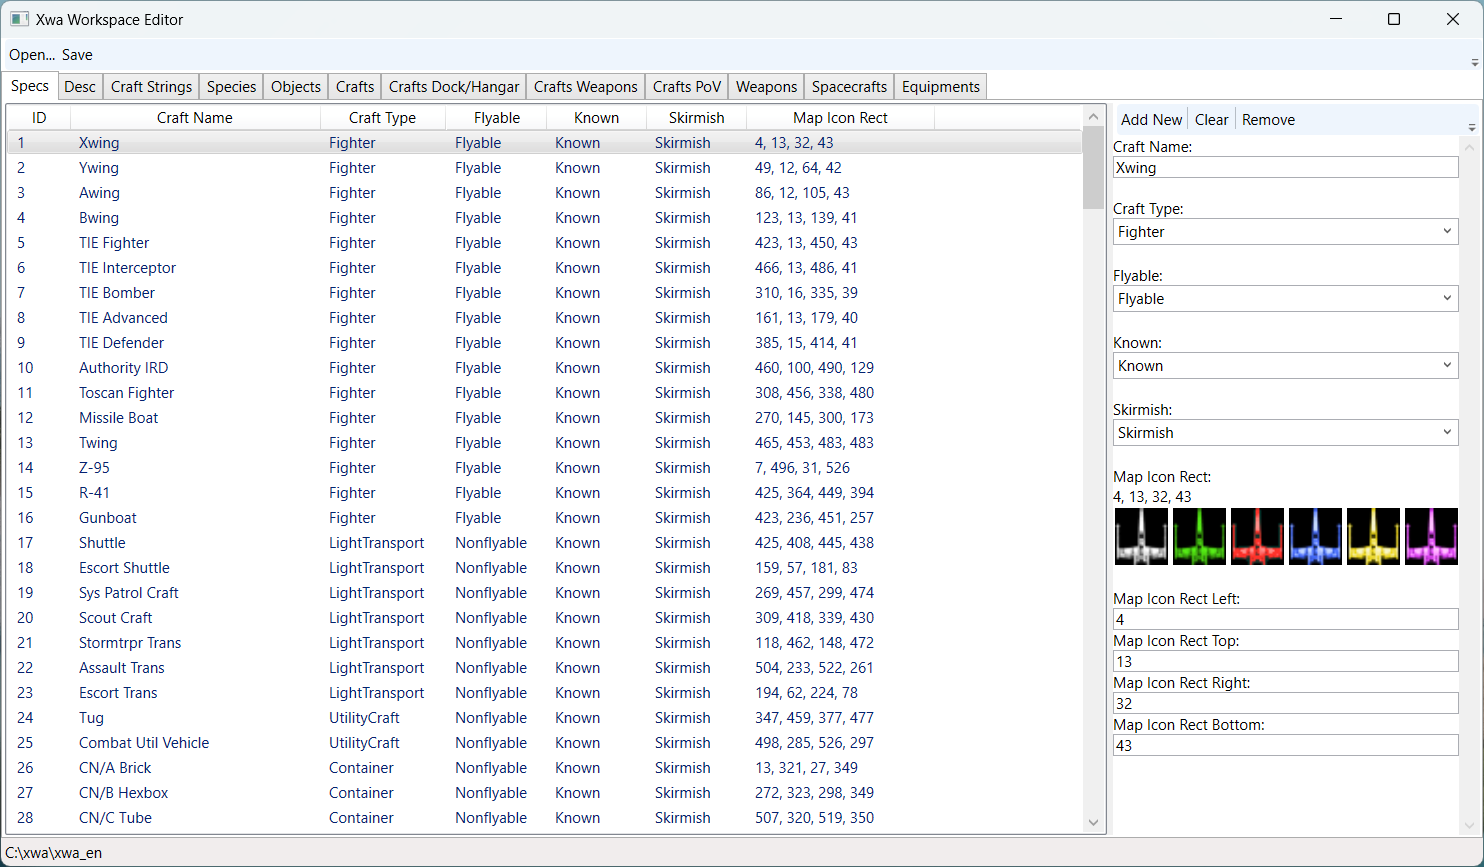 Xwa Workspace Editor
Open... Save
Specs Desc Craft Strings Species Objects Crafts Crafts Dock/Hangar Crafts Weapons Crafts PoV Weapons Spacecrafts Equipments
ID Craft Name Craft Type Flyable Known Skirmish Map Icon Rect
1 Xwing Fighter Flyable Known Skirmish 4, 13, 32, 43
2 Ywing Fighter Flyable Known Skirmish 49, 12, 64, 42
3 Awing Fighter Flyable Known Skirmish 86, 12, 105, 43
4 Bwing Fighter Flyable Known Skirmish 123, 13, 139, 41
5 TIE Fighter Fighter Flyable Known Skirmish 423, 13, 450, 43
6 TIE Interceptor Fighter Flyable Known Skirmish 466, 13, 486, 41
7 TIE Bomber Fighter Flyable Known Skirmish 310, 16, 335, 39
8 TIE Advanced Fighter Flyable Known Skirmish 161, 13, 179, 40
9 TIE Defender Fighter Flyable Known Skirmish 385, 15, 414, 41
10 Authority IRD Fighter Flyable Known Skirmish 460, 100, 490, 129
11 Toscan Fighter Fighter Flyable Known Skirmish 308, 456, 338, 480
12 Missile Boat Fighter Flyable Known Skirmish 270, 145, 300, 173
13 Twing Fighter Flyable Known Skirmish 465, 453, 483, 483
14 Z-95 Fighter Flyable Known Skirmish 7, 496, 31, 526
15 R-41 Fighter Flyable Known Skirmish 425, 364, 449, 394
16 Gunboat Fighter Flyable Known Skirmish 423, 236, 451, 257
17 Shuttle LightTransport Nonflyable Known Skirmish 425, 408, 445, 438
18 Escort Shuttle LightTransport Nonflyable Known Skirmish 159, 57, 181, 83
19 Sys Patrol Craft LightTransport Nonflyable Known Skirmish 269, 457, 299, 474
20 Scout Craft LightTransport Nonflyable Known Skirmish 309, 418, 339, 430
21 Stormtrpr Trans LightTransport Nonflyable Known Skirmish 118, 462, 148, 472
22 Assault Trans LightTransport Nonflyable Known Skirmish 504, 233, 522, 261
23 Escort Trans LightTransport Nonflyable Known Skirmish 194, 62, 224, 78
24 Tug UtilityCraft Nonflyable Known Skirmish 347, 459, 377, 477
25 Combat Util Vehicle UtilityCraft Nonflyable Known Skirmish 498, 285, 526, 297
26 CN/A Brick Container Nonflyable Known Skirmish 13, 321, 27, 349
27 CN/B Hexbox Container Nonflyable Known Skirmish 272, 323, 298, 349
28 CN/C Tube Container Nonflyable Known Skirmish 507, 320, 519, 350
Add New Clear Remove
Craft Name:
Xwing
Craft Type:
Fighter
Flyable:
Flyable
Known:
Known
Skirmish:
Skirmish
Map Icon Rect:
4, 13, 32, 43
Map Icon Rect Left:
4
Map Icon Rect Top:
13
Map Icon Rect Right:
32
Map Icon Rect Bottom:
43
C:\xwa\xwa_en